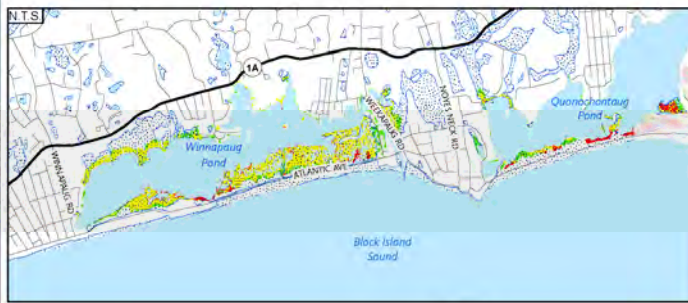 N.T.S.
1A
WINNAPAUG RD
Winnapaug
Pond
ATLANTIC AVE
WEEKAPAUG RD
NOYES NECK RD
Quonochontaug
Pond
Block Island
Sound